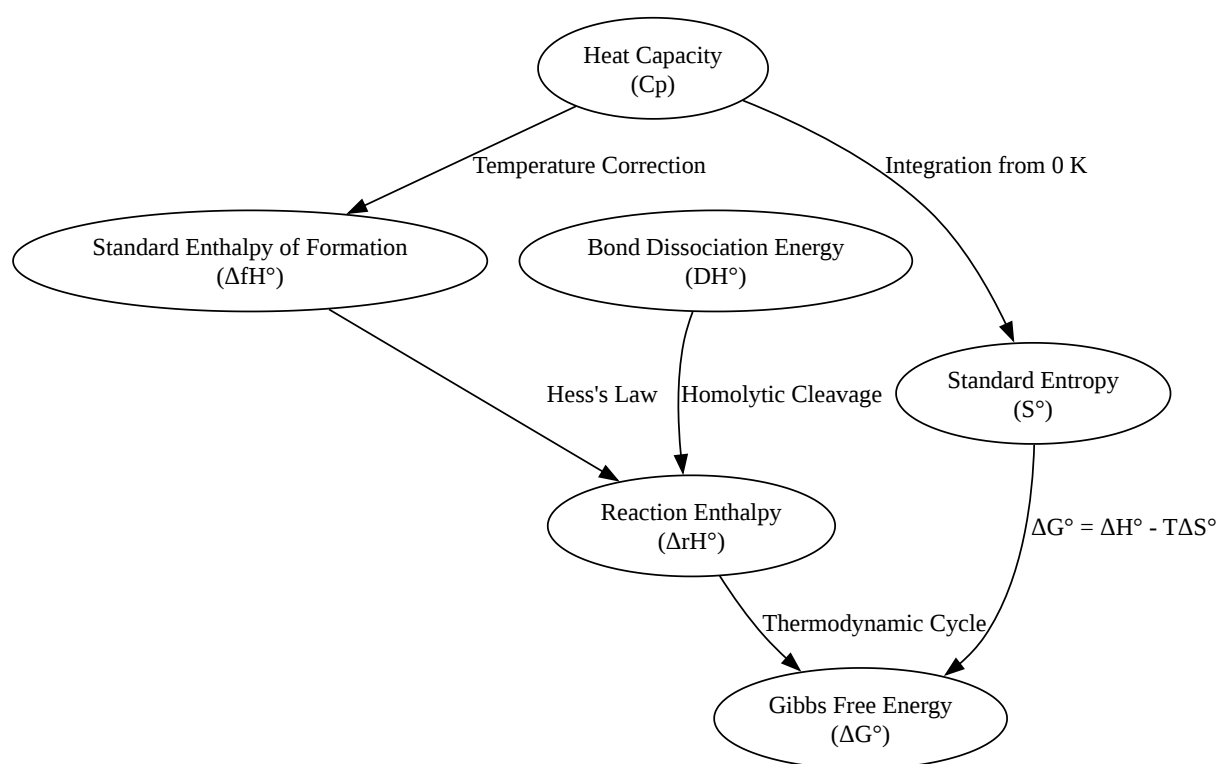 Heat Capacity
(Cp)
Temperature Correction
Integration from 0 K
Standard Enthalpy of Formation
(ΔfH°)
Bond Dissociation Energy
(DH°)
Hess's Law
Homolytic Cleavage
Standard Entropy
(S°)
Reaction Enthalpy
(ΔrH°)
ΔG° = ΔH° - TΔS°
Thermodynamic Cycle
Gibbs Free Energy
(ΔG°)